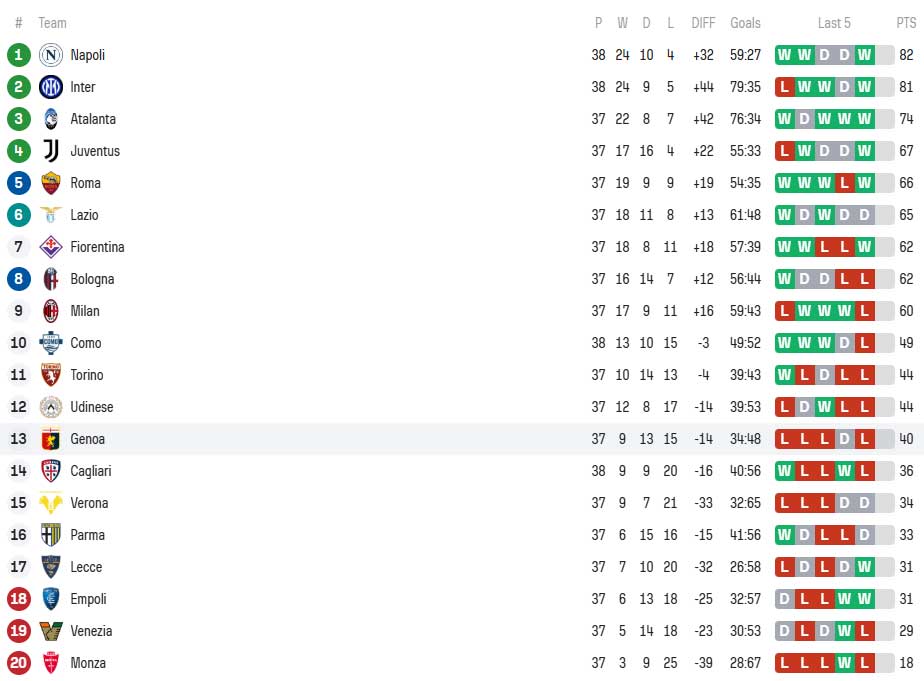 # Team P W D L DIFF Goals Last 5 PTS
1 N Napoli 38 24 10 4 +32 59:27 W W D D W 82
2 Inter 38 24 9 5 +44 79:35 L W W D W 81
3 Atalanta 37 22 8 7 +42 76:34 W D W W W 74
4 Juventus 37 17 16 4 +22 55:33 L W D D W 67
5 Roma 37 19 9 9 +19 54:35 W W W L W 66
6 Lazio 37 18 11 8 +13 61:48 W D W D D 65
7 Fiorentina 37 18 8 11 +18 57:39 W W L L W 62
8 Bologna 37 16 14 7 +12 56:44 W D D L L 62
9 Milan 37 17 9 11 +16 59:43 L W W W L 60
10 COMO Como 38 13 10 15 -3 49:52 W W W D L 49
11 TORINO Torino 37 10 14 13 -4 39:43 W L D L L 44
12 Udinese 37 12 8 17 -14 39:53 L D W L L 44
13 Genoa 37 9 13 15 -14 34:48 L L L D L 40
14 Cagliari 38 9 9 20 -16 40:56 W L L W L 36
15 Verona 37 9 7 21 -33 32:65 L L L D D 34
16 Parma 37 6 15 16 -15 41:56 W D L L D 33
17 Lecce 37 7 10 20 -32 26:58 L D L D W 31
18 Empoli 37 6 13 18 -25 32:57 D L L W W 31
19 Venezia 37 5 14 18 -23 30:53 D L D W L 29
20 Monza 37 3 9 25 -39 28:67 L L L W L 18